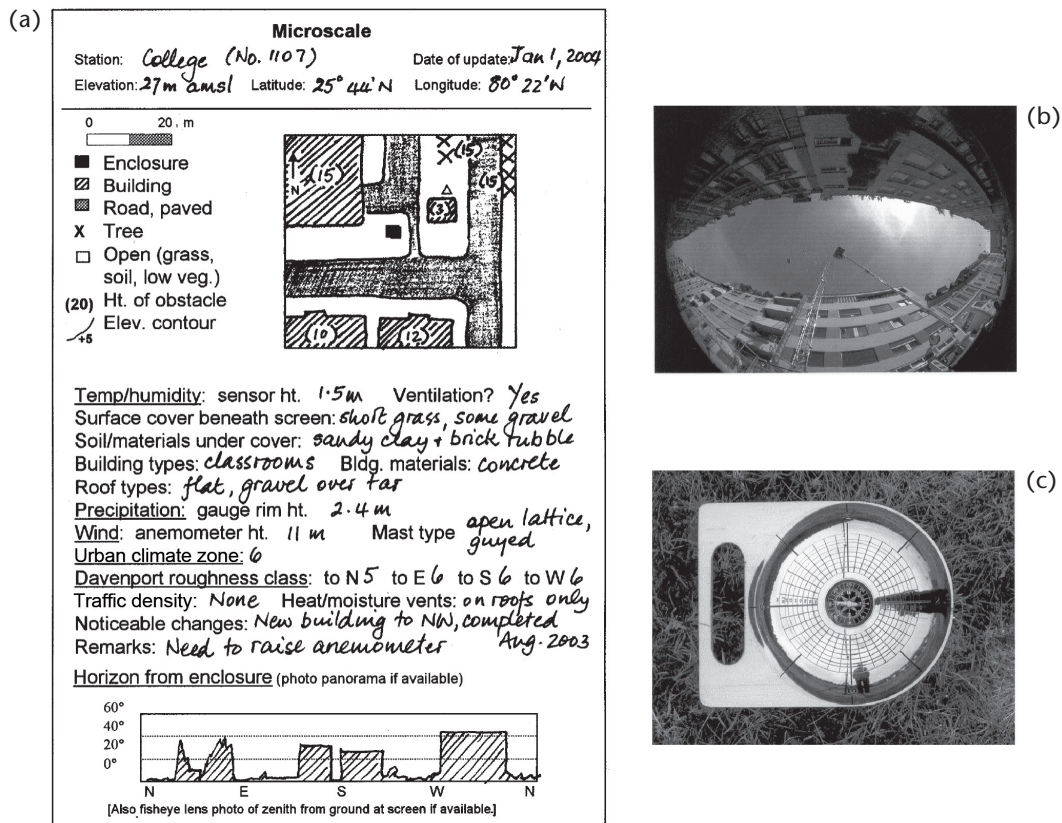 (a)
Microscale
Station: College (No. 1107) Date of update: Jan 1, 2004
Elevation: 27m amsl Latitude: 25° 44' N Longitude: 80° 22' N
0 20, m
Enclosure
Building
Road, paved
X Tree
Open (grass,
soil, low veg.)
(20) Ht. of obstacle
Elev. contour
+5
(15)
(15)
(15)
N
(3)
(10)
(12)
Temp/humidity: sensor ht. 1.5m Ventilation? Yes
Surface cover beneath screen: short grass, some gravel
Soil/materials under cover: sandy clay + brick rubble
Building types: classrooms Bldg. materials: concrete
Roof types: flat, gravel over tar
Precipitation: gauge rim ht. 2.4 m
Wind: anemometer ht. 11 m Mast type open lattice, guyed
Urban climate zone: 6
Davenport roughness class: to N 5 to E 6 to S 6 to W 6
Traffic density: None Heat/moisture vents: on roofs only
Noticeable changes: New building to NW, completed Aug. 2003
Remarks: Need to raise anemometer
Horizon from enclosure (photo panorama if available)
60°
40°
20°
0°
N E S W N
[Also fisheye lens photo of zenith from ground at screen if available.]
(b)
(c)